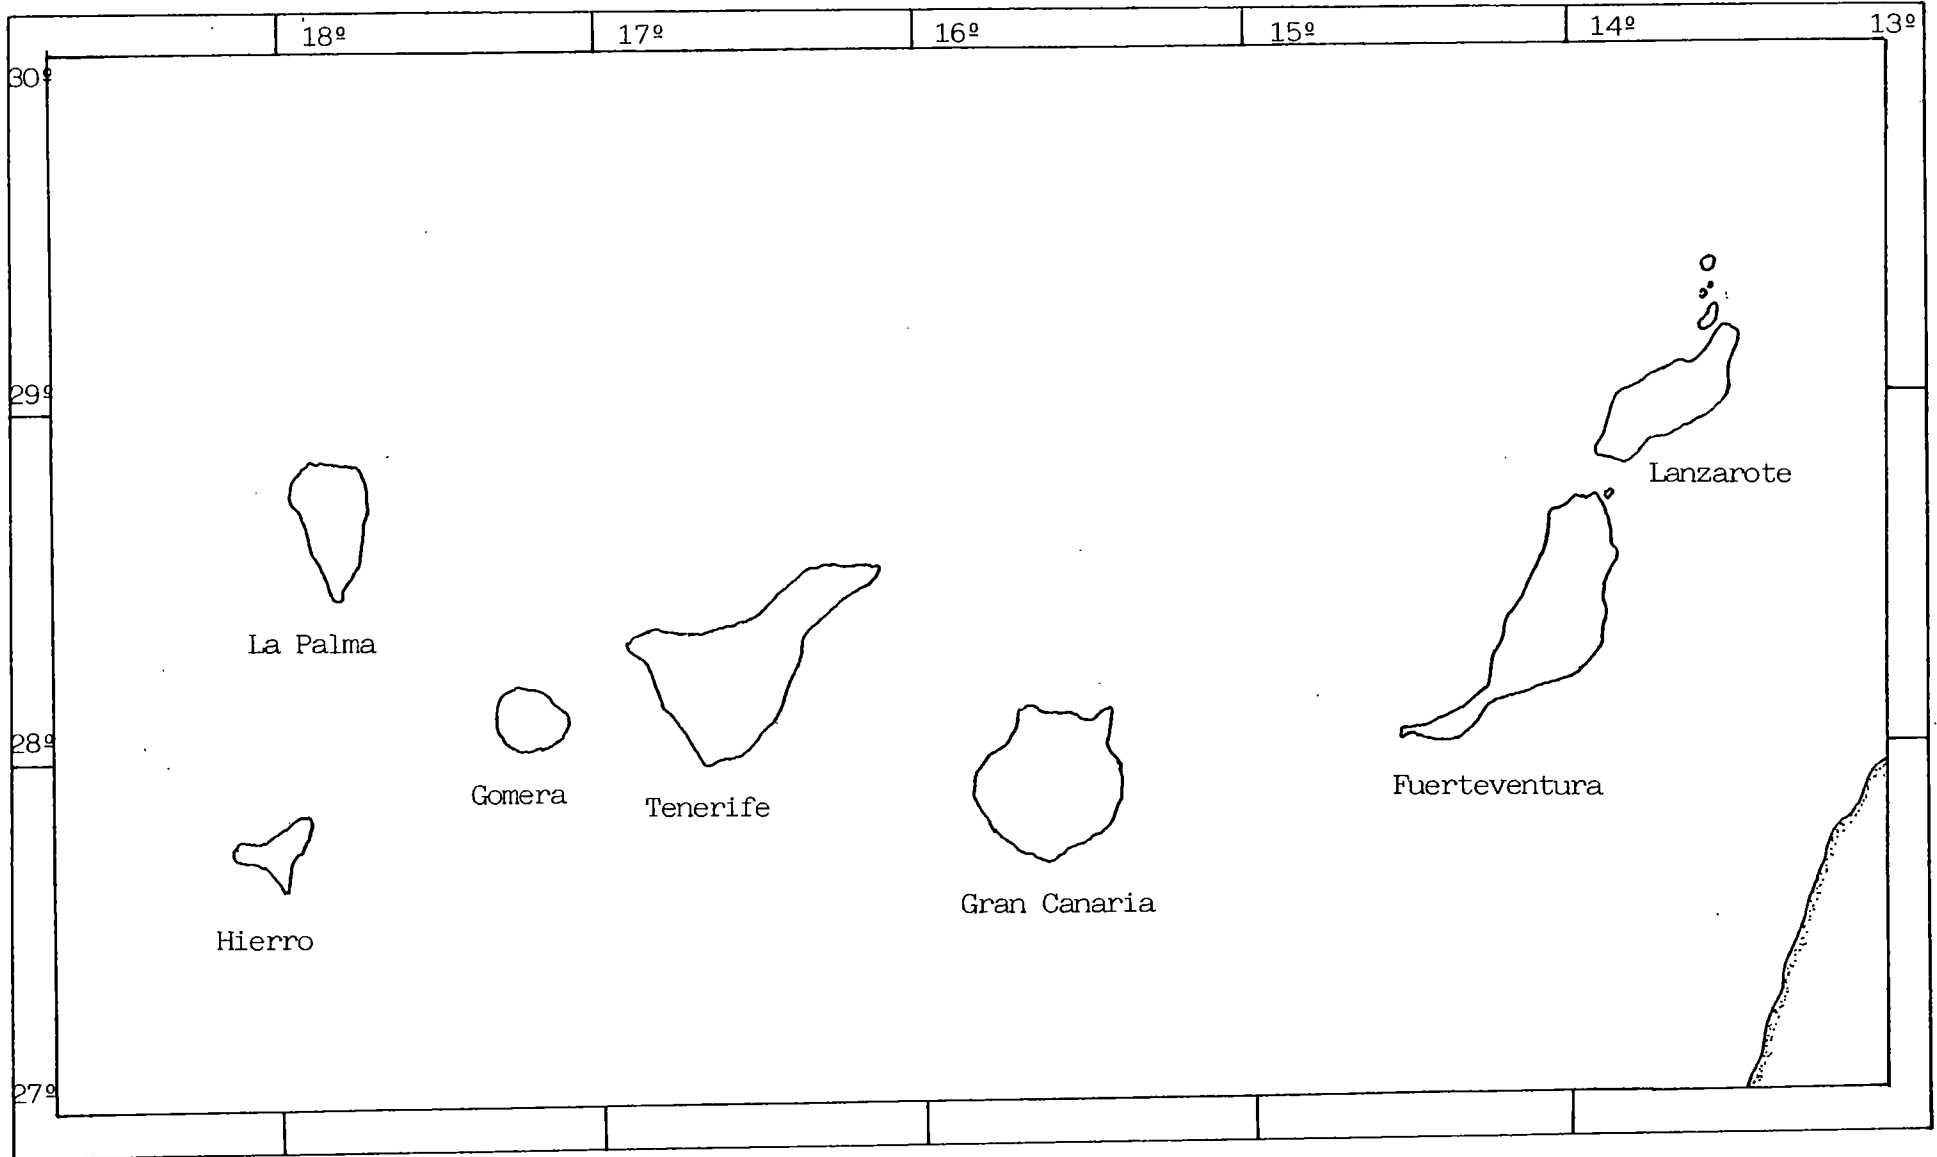 18º 17º 16º 15º 14º 13º
30º
29º
Lanzarote
La Palma
28º
Gomera
Tenerife
Fuerteventura
Gran Canaria
Hierro
27º